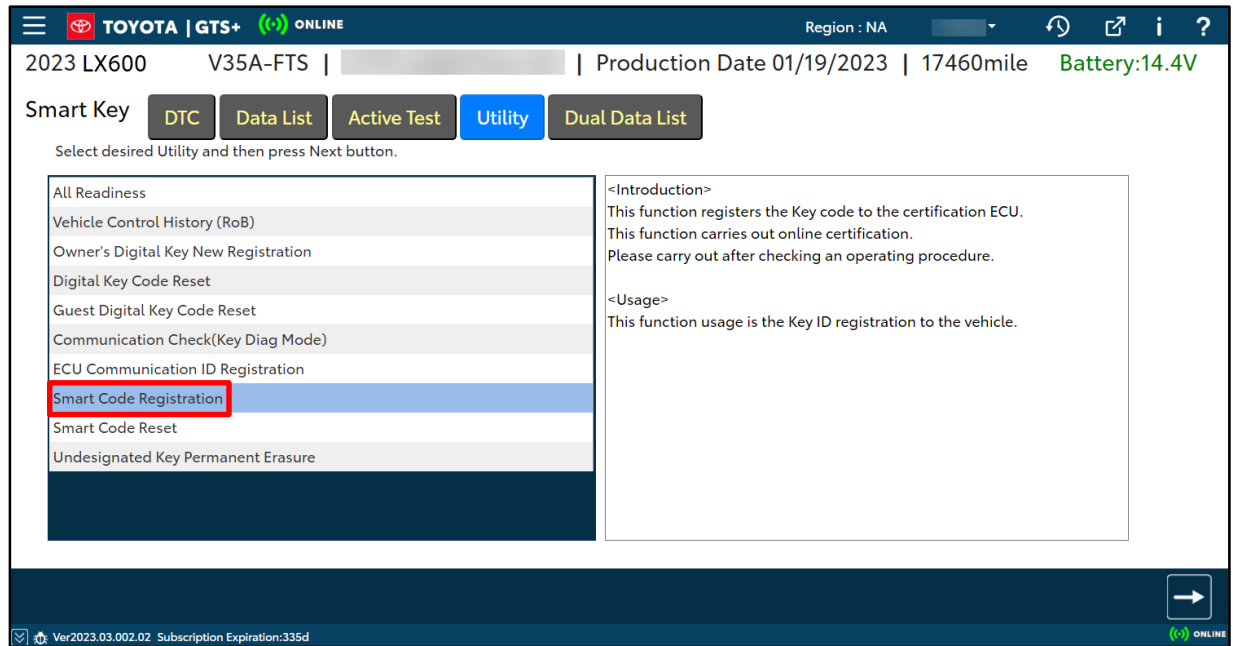 TOYOTA | GTS+ ONLINE Region : NA i ?
2023 LX600 V35A-FTS | | Production Date 01/19/2023 | 17460mile Battery:14.4V
Smart Key DTC Data List Active Test Utility Dual Data List
Select desired Utility and then press Next button.
All Readiness
Vehicle Control History (RoB)
Owner's Digital Key New Registration
Digital Key Code Reset
Guest Digital Key Code Reset
Communication Check(Key Diag Mode)
ECU Communication ID Registration
Smart Code Registration
Smart Code Reset
Undesignated Key Permanent Erasure
<Introduction>
This function registers the Key code to the certification ECU.
This function carries out online certification.
Please carry out after checking an operating procedure.
<Usage>
This function usage is the Key ID registration to the vehicle.
Ver2023.03.002.02 Subscription Expiration:335d ONLINE